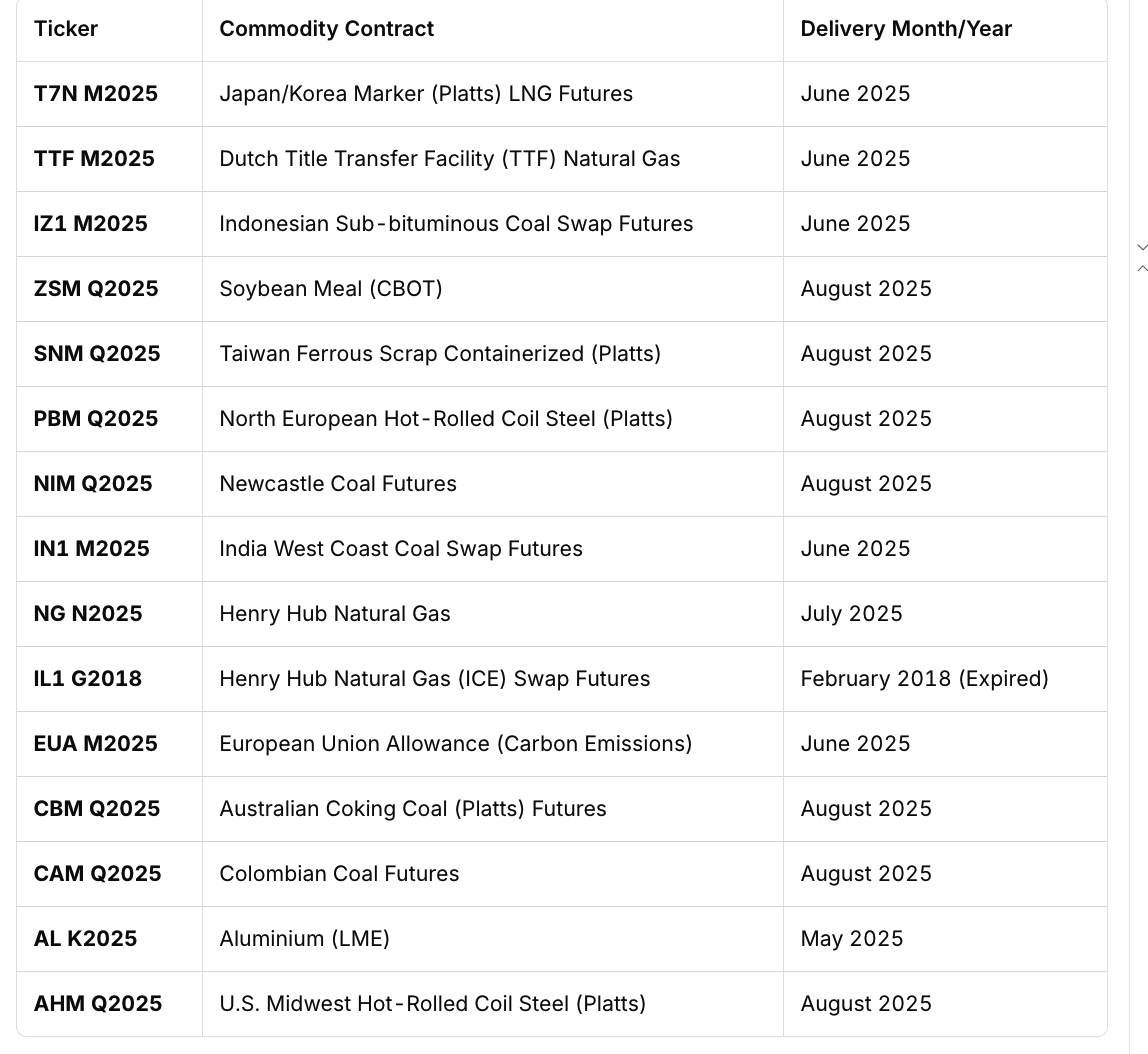 Ticker Commodity Contract Delivery Month/Year
T7N M2025 Japan/Korea Marker (Platts) LNG Futures June 2025
TTF M2025 Dutch Title Transfer Facility (TTF) Natural Gas June 2025
IZ1 M2025 Indonesian Sub-bituminous Coal Swap Futures June 2025
ZSM Q2025 Soybean Meal (CBOT) August 2025
SNM Q2025 Taiwan Ferrous Scrap Containerized (Platts) August 2025
PBM Q2025 North European Hot-Rolled Coil Steel (Platts) August 2025
NIM Q2025 Newcastle Coal Futures August 2025
IN1 M2025 India West Coast Coal Swap Futures June 2025
NG N2025 Henry Hub Natural Gas July 2025
IL1 G2018 Henry Hub Natural Gas (ICE) Swap Futures February 2018 (Expired)
EUA M2025 European Union Allowance (Carbon Emissions) June 2025
CBM Q2025 Australian Coking Coal (Platts) Futures August 2025
CAM Q2025 Colombian Coal Futures August 2025
AL K2025 Aluminium (LME) May 2025
AHM Q2025 U.S. Midwest Hot-Rolled Coil Steel (Platts) August 2025